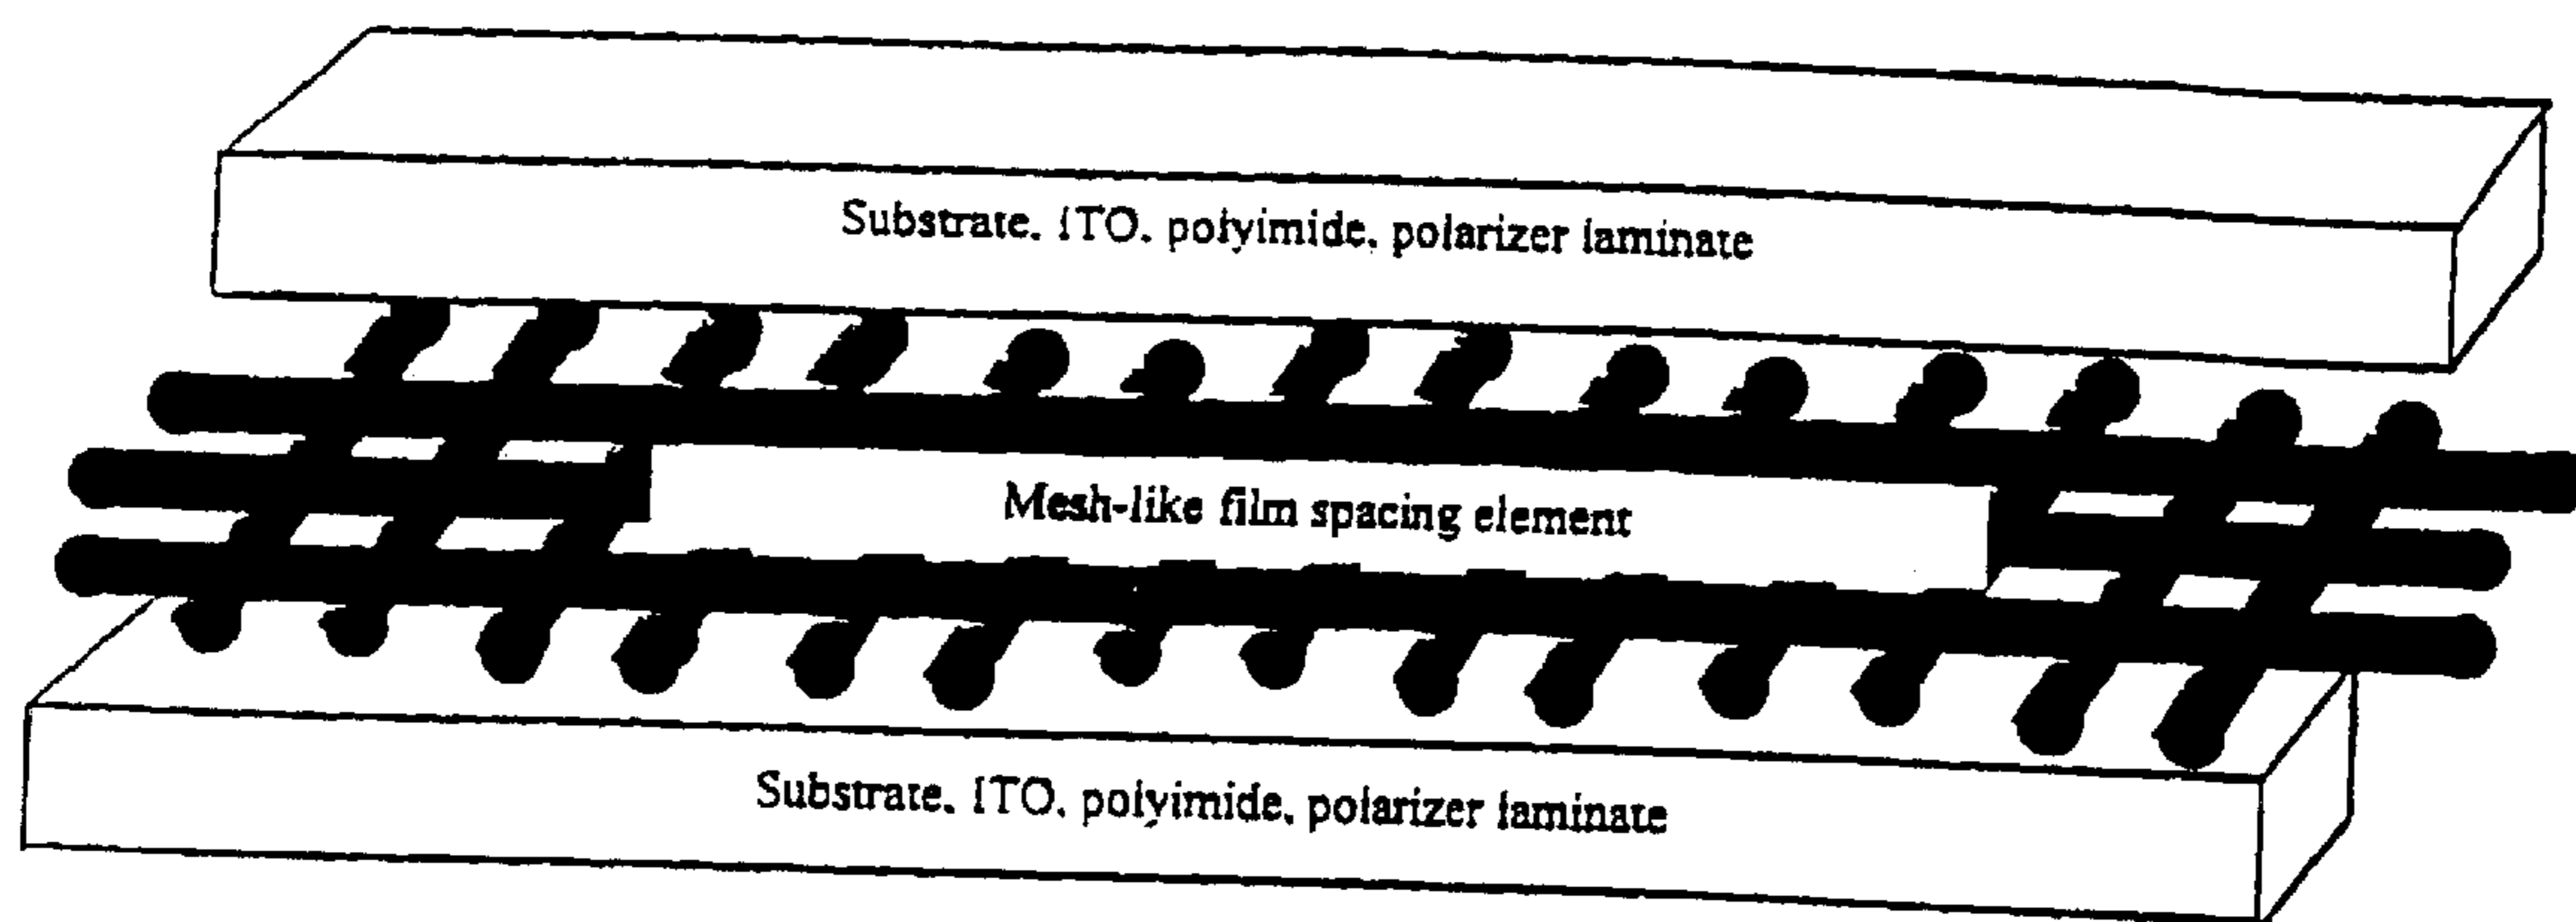 Substrate, ITO, polyimide, polarizer laminate
Mesh-like film spacing element
Substrate, ITO, polyimide, polarizer laminate